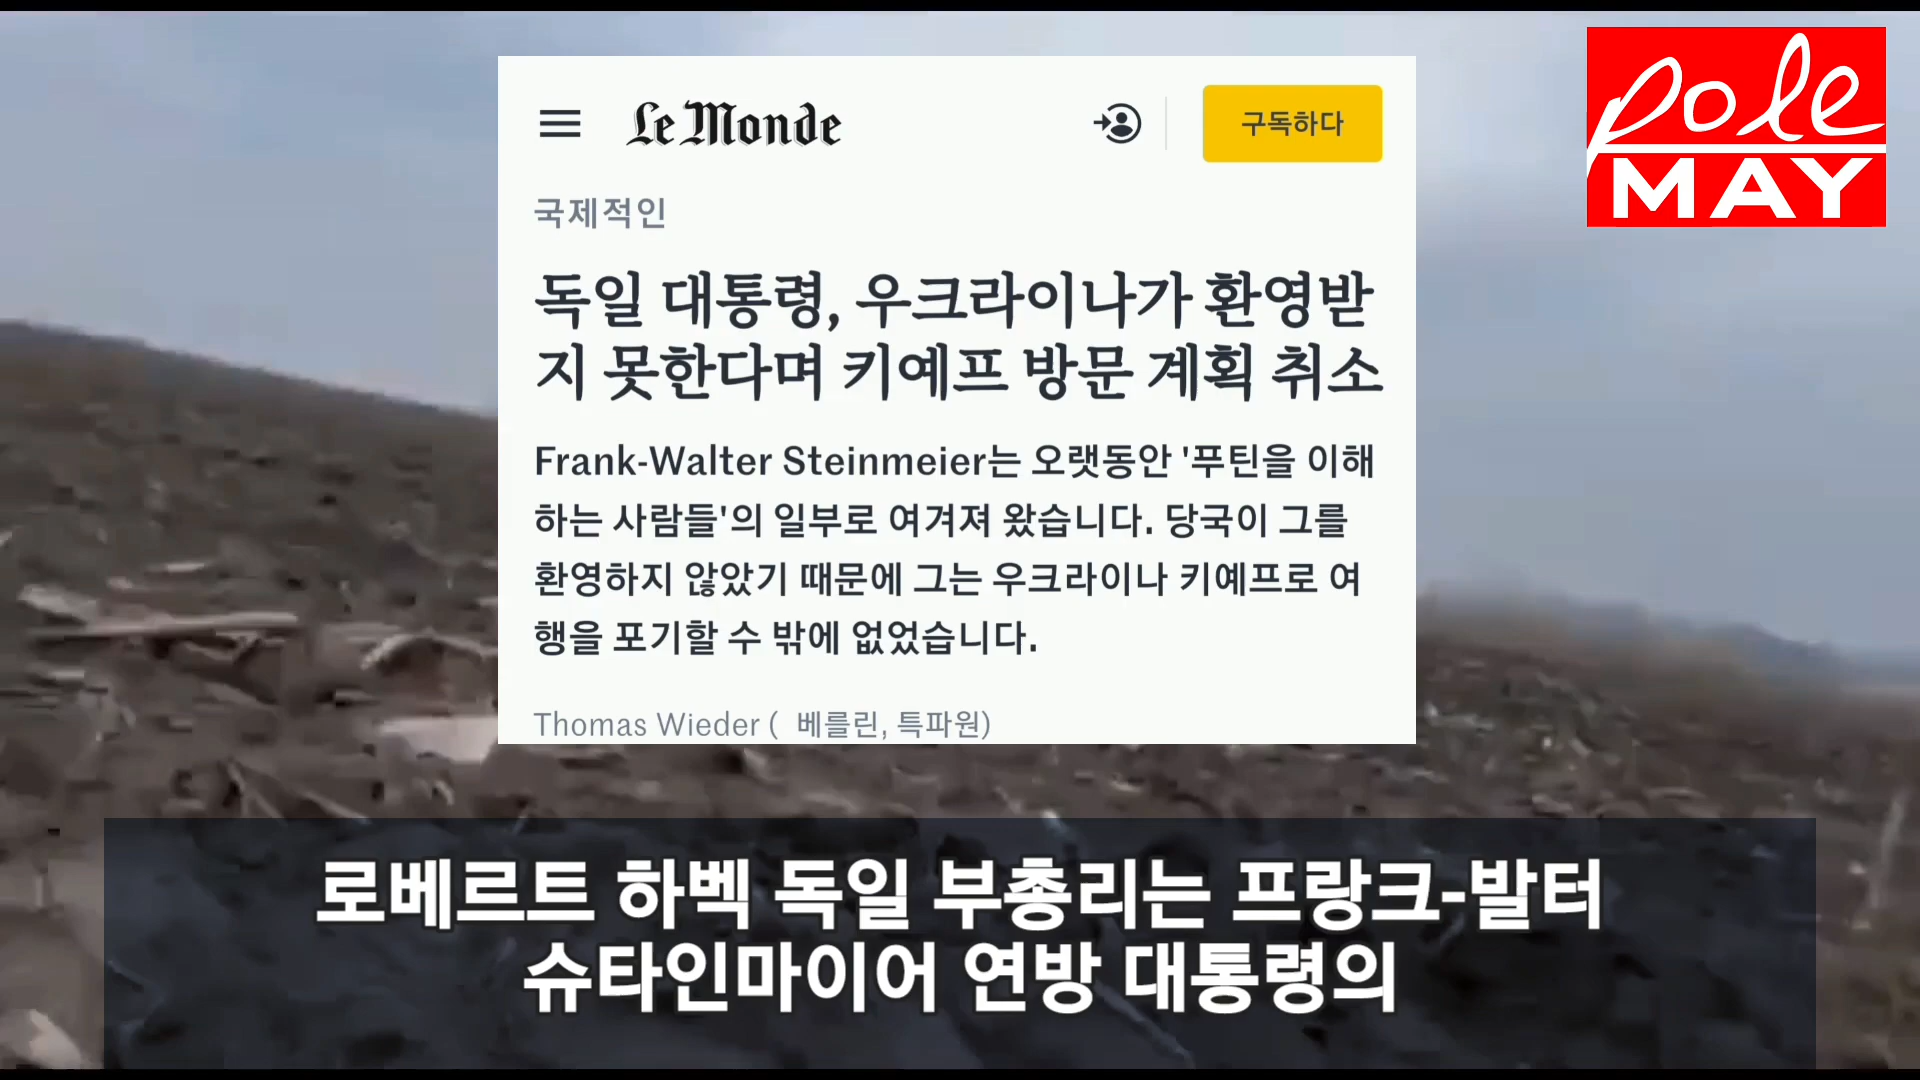 pole
MAY
Le Monde
구독하다
국제적인
독일 대통령, 우크라이나가 환영받
지 못한다며 키예프 방문 계획 취소
Frank-Walter Steinmeier는 오랫동안 '푸틴을 이해
하는 사람들'의 일부로 여겨져 왔습니다. 당국이 그를
환영하지 않았기 때문에 그는 우크라이나 키예프로 여
행을 포기할 수 밖에 없었습니다.
Thomas Wieder ( 베를린, 특파원)
로베르트 하벡 독일 부총리는 프랑크-발터
슈타인마이어 연방 대통령의